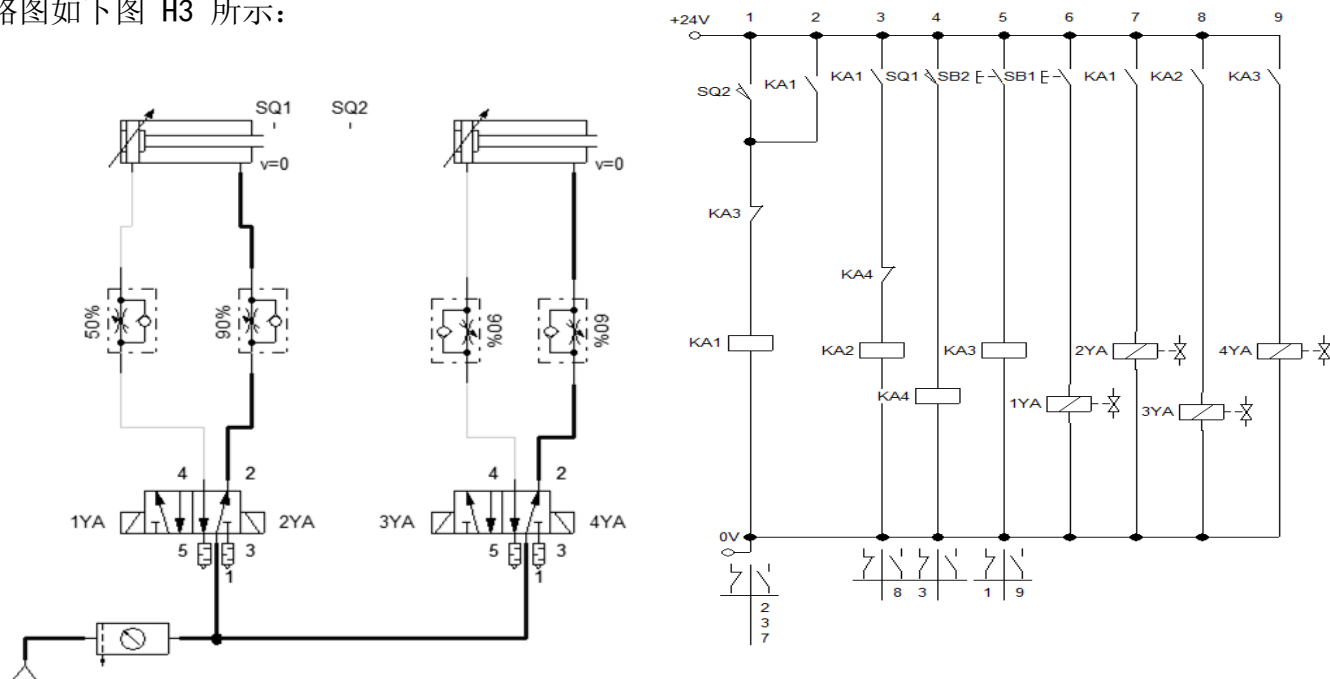 路图如下图 H3 所示：
SQ1 SQ2
v=0 v=0
50% 90% 90% 60%
4 2 4 2
1YA 2YA 3YA 4YA
5 3 5 3
1 1
+24V 1 2 3 4 5 6 7 8 9
SQ2 KA1 KA1 SQ1 SB2 SB1 KA1 KA2 KA3
KA3
KA4
KA1 KA2 KA3 2YA 4YA
KA4 1YA 3YA
0V
8 3 1 9
2
3
7